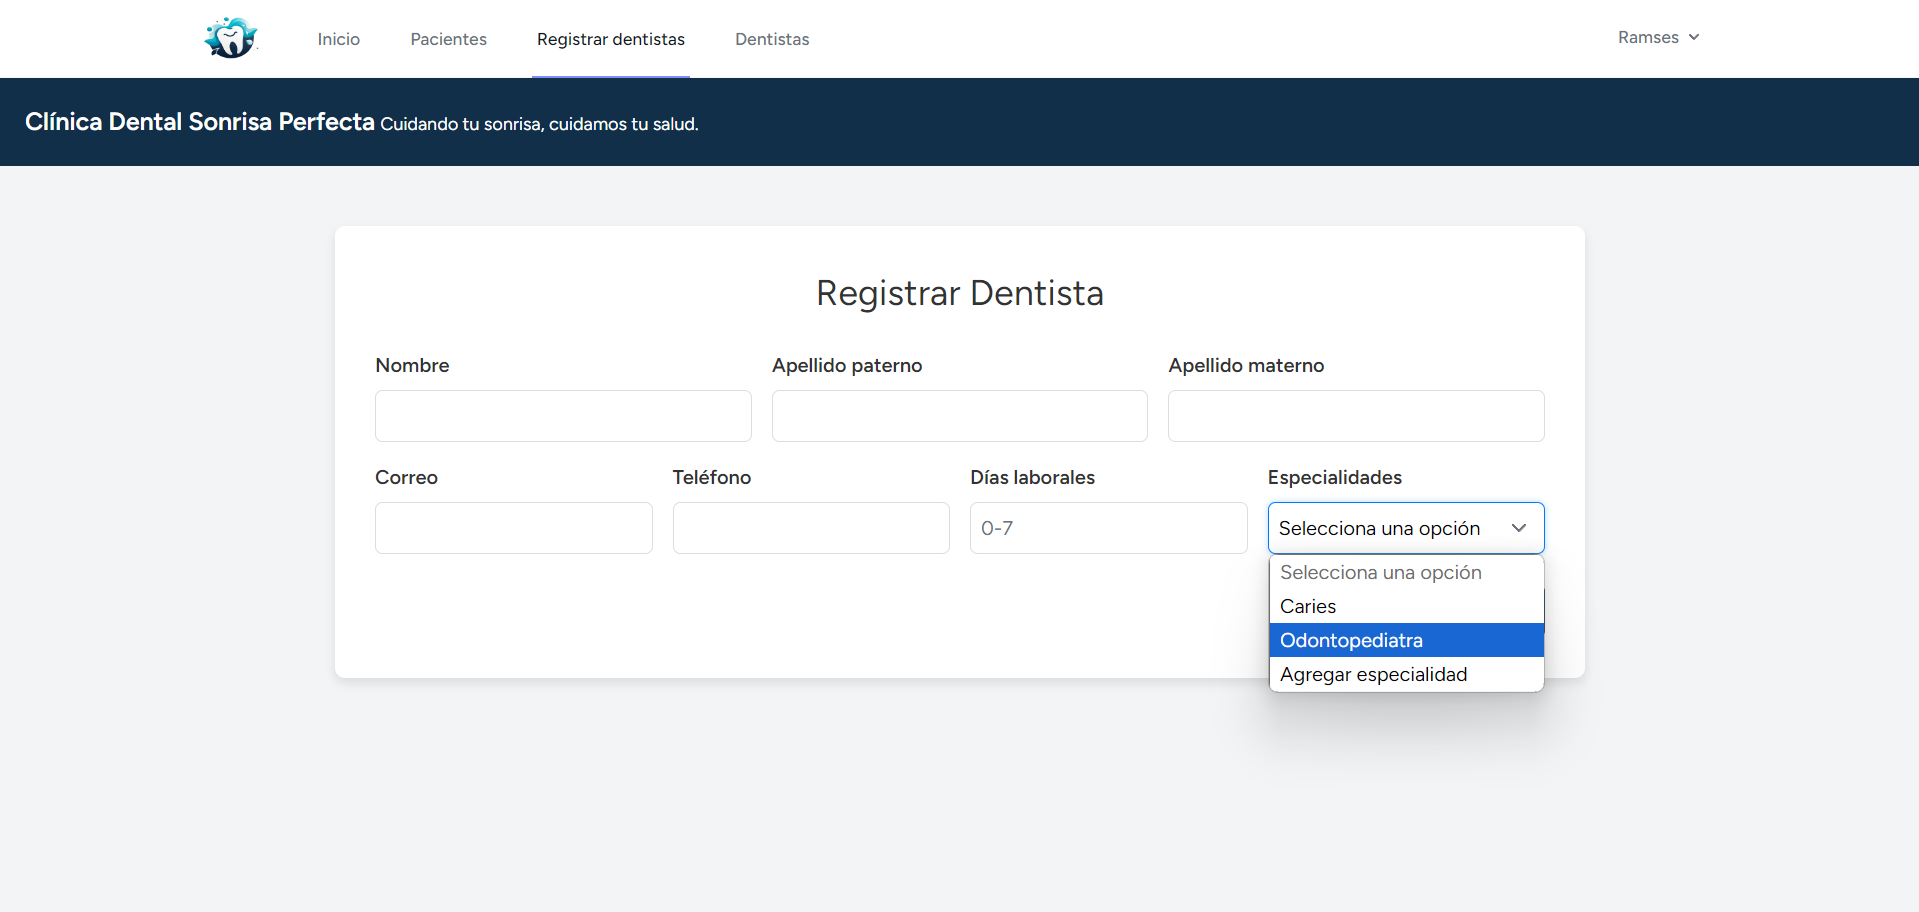 Inicio Pacientes Registrar dentistas Dentistas Ramses
Clínica Dental Sonrisa Perfecta Cuidando tu sonrisa, cuidamos tu salud.
Registrar Dentista
Nombre Apellido paterno Apellido materno
Correo Teléfono Días laborales Especialidades
0-7 Selecciona una opción
Selecciona una opción
Caries
Odontopediatra
Agregar especialidad